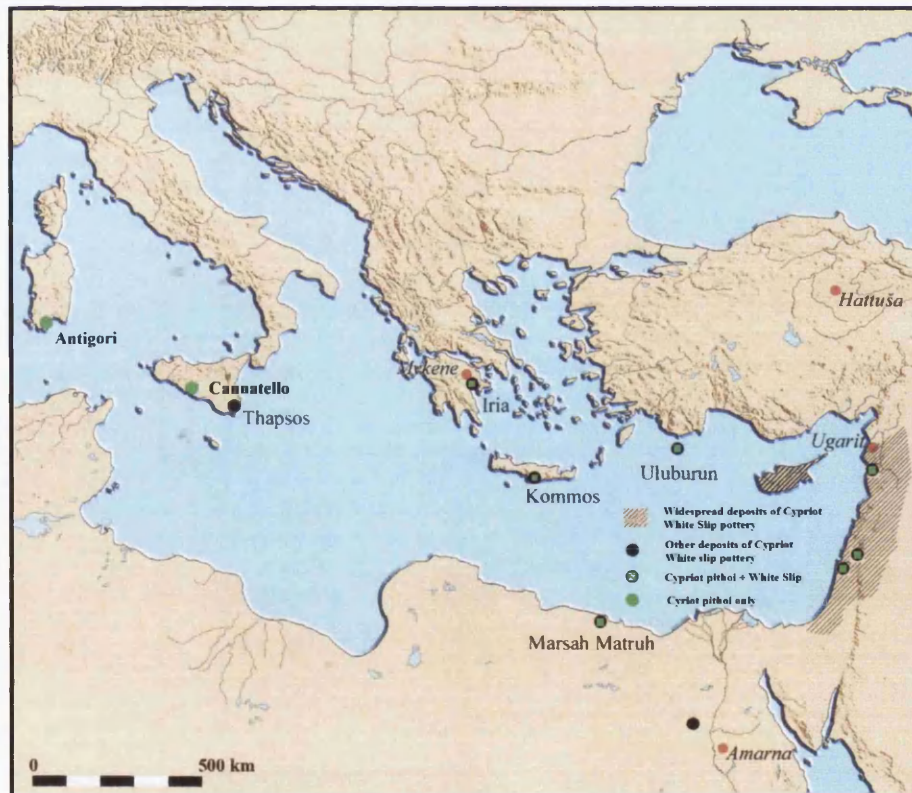 Hattuša
Antigori
Mykene
Cannatello
Thapsos
Iria
Ugarit
Uluburun
Kommos
Widespread deposits of Cypriot
White Slip pottery
Other deposits of Cypriot
White slip pottery
Cypriot pithoi + White Slip
Cyriot pithoi only
Marsah Matruh
Amarna
0 500 km